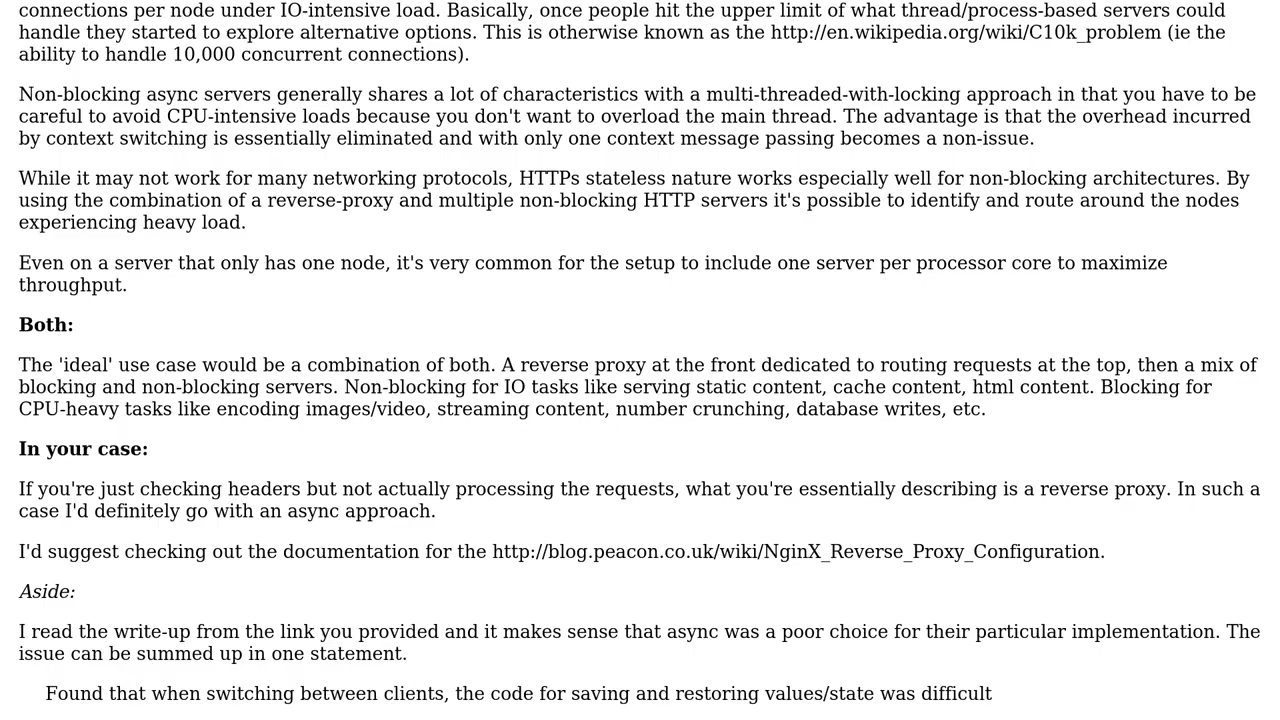 connections per node under IO-intensive load. Basically, once people hit the upper limit of what thread/process-based servers could
handle they started to explore alternative options. This is otherwise known as the http://en.wikipedia.org/wiki/C10k_problem (ie the
ability to handle 10,000 concurrent connections).
Non-blocking async servers generally shares a lot of characteristics with a multi-threaded-with-locking approach in that you have to be
careful to avoid CPU-intensive loads because you don't want to overload the main thread. The advantage is that the overhead incurred
by context switching is essentially eliminated and with only one context message passing becomes a non-issue.
While it may not work for many networking protocols, HTTPs stateless nature works especially well for non-blocking architectures. By
using the combination of a reverse-proxy and multiple non-blocking HTTP servers it's possible to identify and route around the nodes
experiencing heavy load.
Even on a server that only has one node, it's very common for the setup to include one server per processor core to maximize
throughput.
Both:
The 'ideal' use case would be a combination of both. A reverse proxy at the front dedicated to routing requests at the top, then a mix of
blocking and non-blocking servers. Non-blocking for IO tasks like serving static content, cache content, html content. Blocking for
CPU-heavy tasks like encoding images/video, streaming content, number crunching, database writes, etc.
In your case:
If you're just checking headers but not actually processing the requests, what you're essentially describing is a reverse proxy. In such a
case I'd definitely go with an async approach.
I'd suggest checking out the documentation for the http://blog.peacon.co.uk/wiki/NginX_Reverse_Proxy_Configuration.
Aside:
I read the write-up from the link you provided and it makes sense that async was a poor choice for their particular implementation. The
issue can be summed up in one statement.
Found that when switching between clients, the code for saving and restoring values/state was difficult